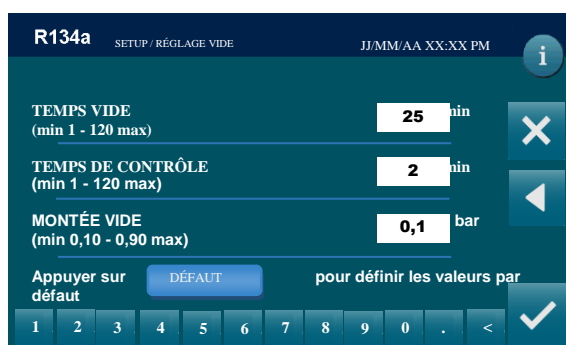 R134a SETUP / RÉGLAGE VIDE JJ/MM/AA XX:XX PM
i
TEMPS VIDE 25 min
(min 1 - 120 max)
TEMPS DE CONTRÔLE 2 min
(min 1 - 120 max)
MONTÉE VIDE 0,1 bar
(min 0,10 - 0,90 max)
Appuyer sur DÉFAUT pour définir les valeurs par
défaut
1 2 3 4 5 6 7 8 9 0 . <